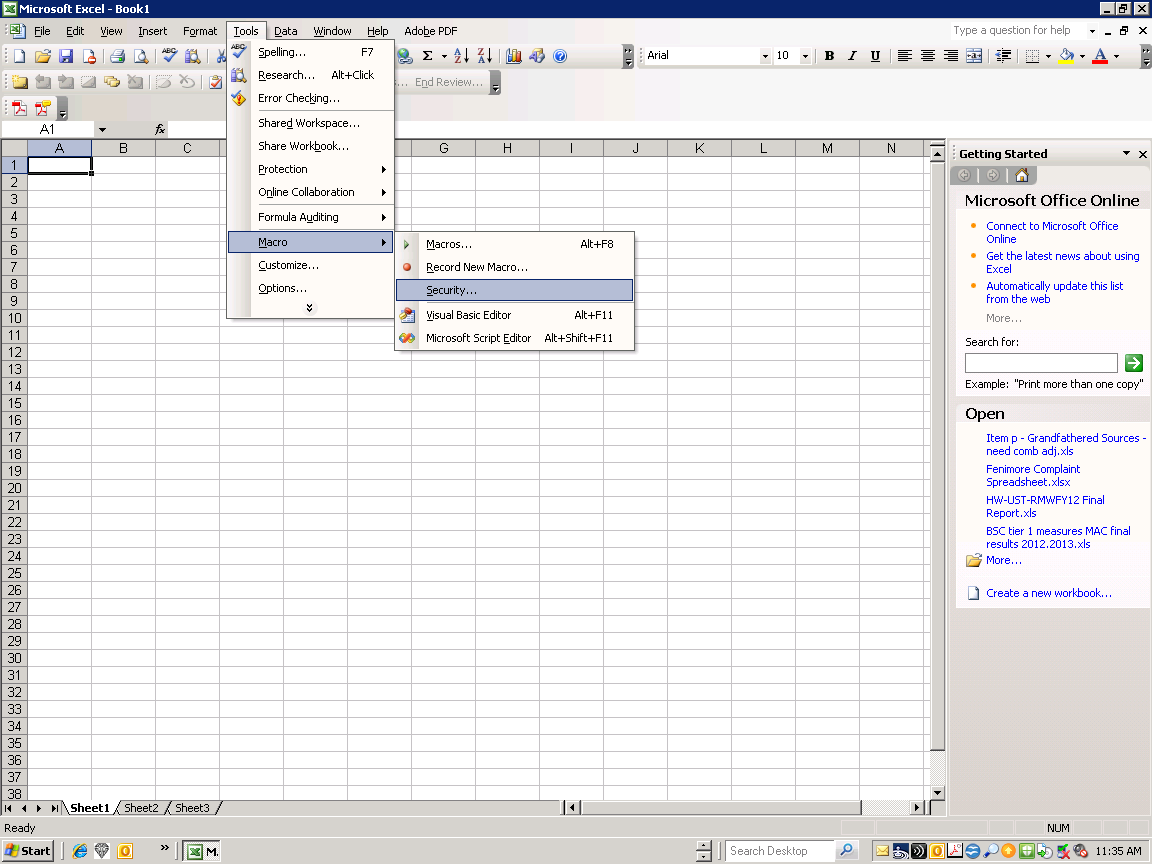 Microsoft Excel - Book1
File Edit View Insert Format Tools Data Window Help Adobe PDF
Type a question for help
Arial 10 B I U
End Review...
A1 fx
Spelling... F7
Research... Alt+Click
Error Checking...
Shared Workspace...
Share Workbook...
Protection
Online Collaboration
Formula Auditing
Macro
Customize...
Options...
Macros... Alt+F8
Record New Macro...
Security...
Visual Basic Editor Alt+F11
Microsoft Script Editor Alt+Shift+F11
A B C G H I J K L M N
1
2
3
4
5
6
7
8
9
10
11
12
13
14
15
16
17
18
19
20
21
22
23
24
25
26
27
28
29
30
31
32
33
34
35
36
37
38
Getting Started
Microsoft Office Online
Connect to Microsoft Office
Online
Get the latest news about using
Excel
Automatically update this list
from the web
More...
Search for:
Example: "Print more than one copy"
Open
Item p - Grandfathered Sources -
need comb adj.xls
Fenimore Complaint
Spreadsheet.xlsx
HW-UST-RMWFY12 Final
Report.xls
BSC tier 1 measures MAC final
results 2012.2013.xls
More...
Create a new workbook...
Sheet1 Sheet2 Sheet3
Ready NUM
Start M. Search Desktop 11:35 AM